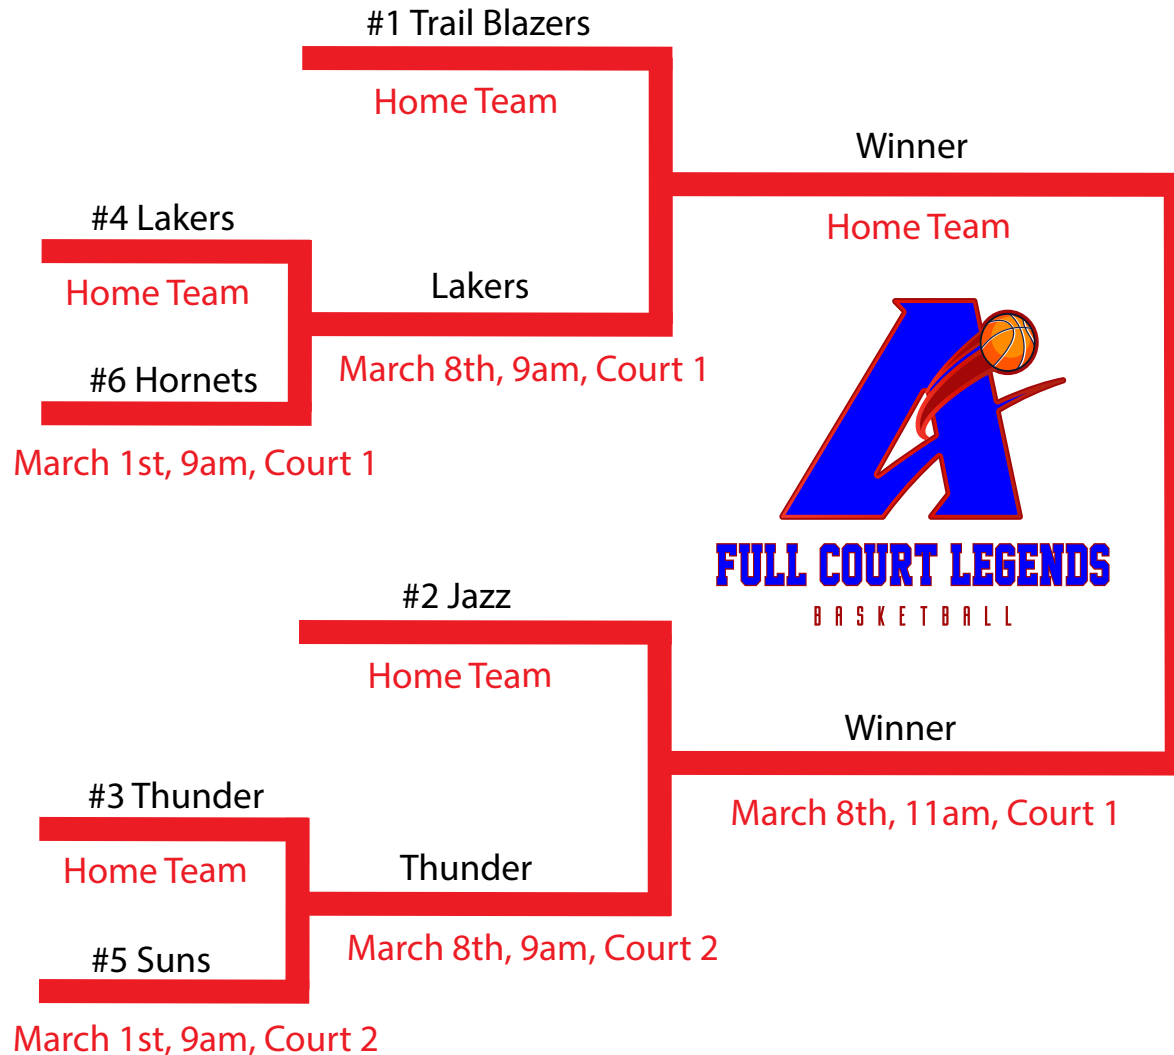 #1 Trail Blazers
Home Team
Winner
Home Team
#4 Lakers
Home Team
Lakers
#6 Hornets
March 8th, 9am, Court 1
March 1st, 9am, Court 1
FULL COURT LEGENDS
BASKETBALL
#2 Jazz
Home Team
Winner
March 8th, 11am, Court 1
#3 Thunder
Home Team
Thunder
#5 Suns
March 8th, 9am, Court 2
March 1st, 9am, Court 2